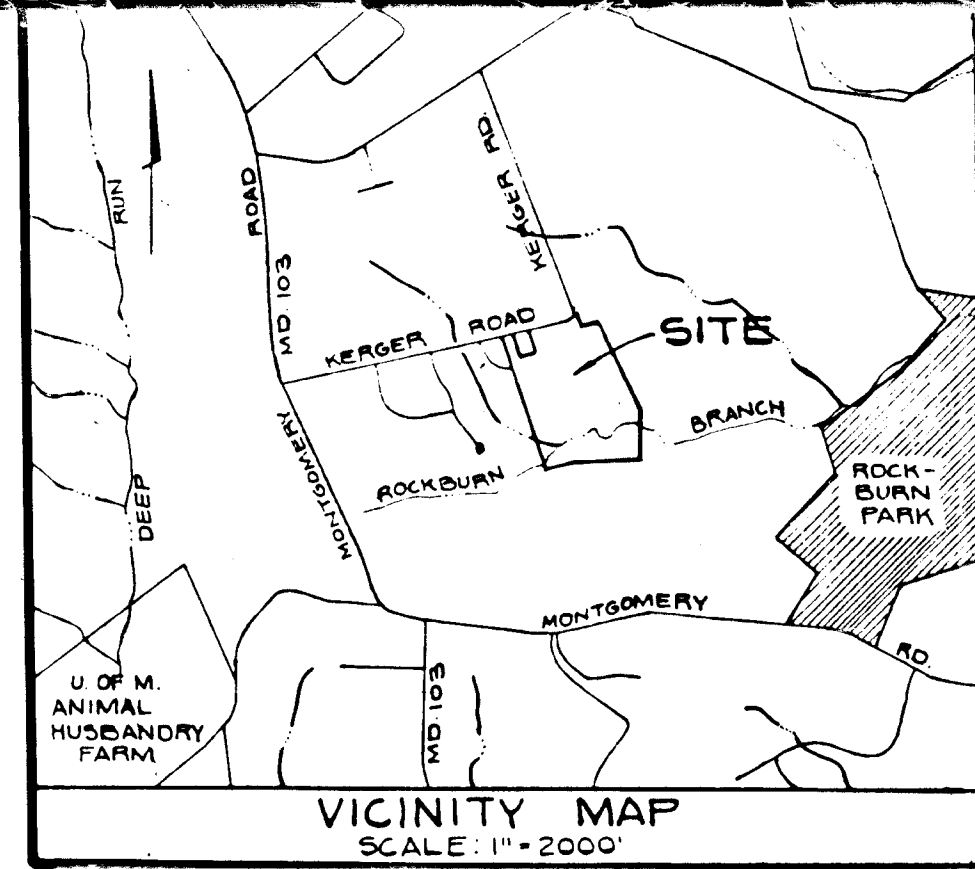 RUN
ROAD
MD. 103
KERGER RD.
KERGER ROAD
SITE
BRANCH
ROCKBURN
ROCK-
BURN
PARK
DEEP
MONTGOMERY
MONTGOMERY
RD.
MD. 103
U. OF M.
ANIMAL
HUSBANDRY
FARM
VICINITY MAP
SCALE: 1" = 2000'